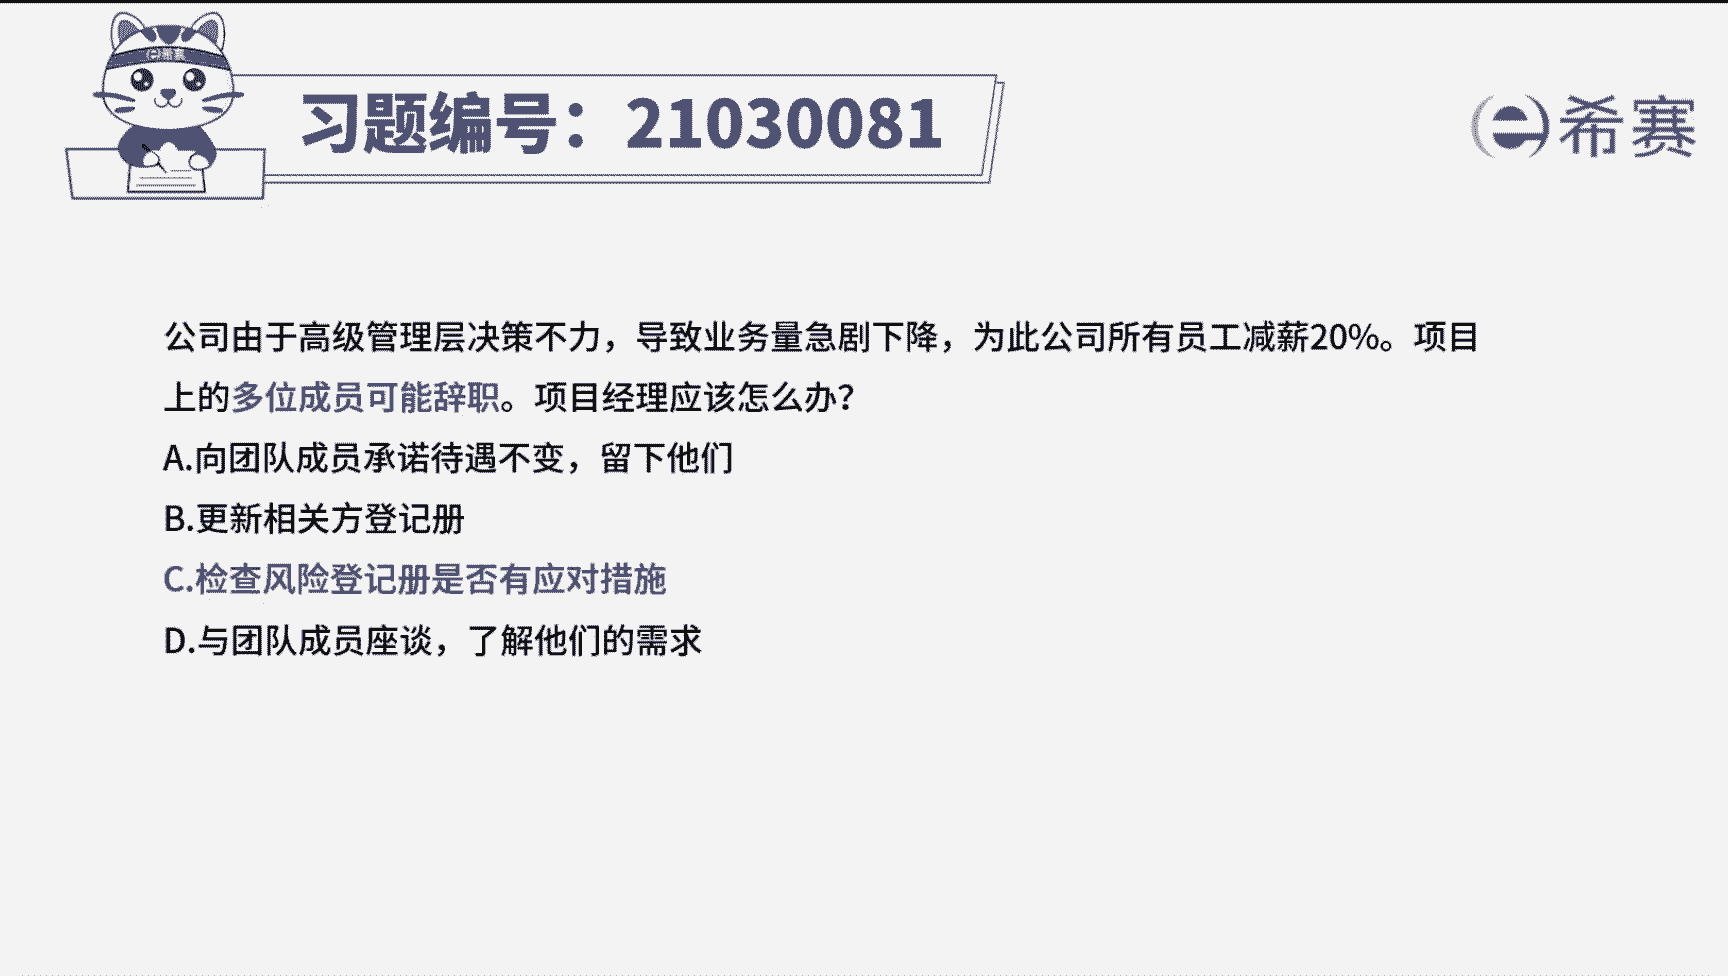 e希赛
习题编号：21030081
e希赛
公司由于高级管理层决策不力，导致业务量急剧下降，为此公司所有员工减薪20%。项目
上的多位成员可能辞职。项目经理应该怎么办？
A.向团队成员承诺待遇不变，留下他们
B.更新相关方登记册
C.检查风险登记册是否有应对措施
D.与团队成员座谈，了解他们的需求